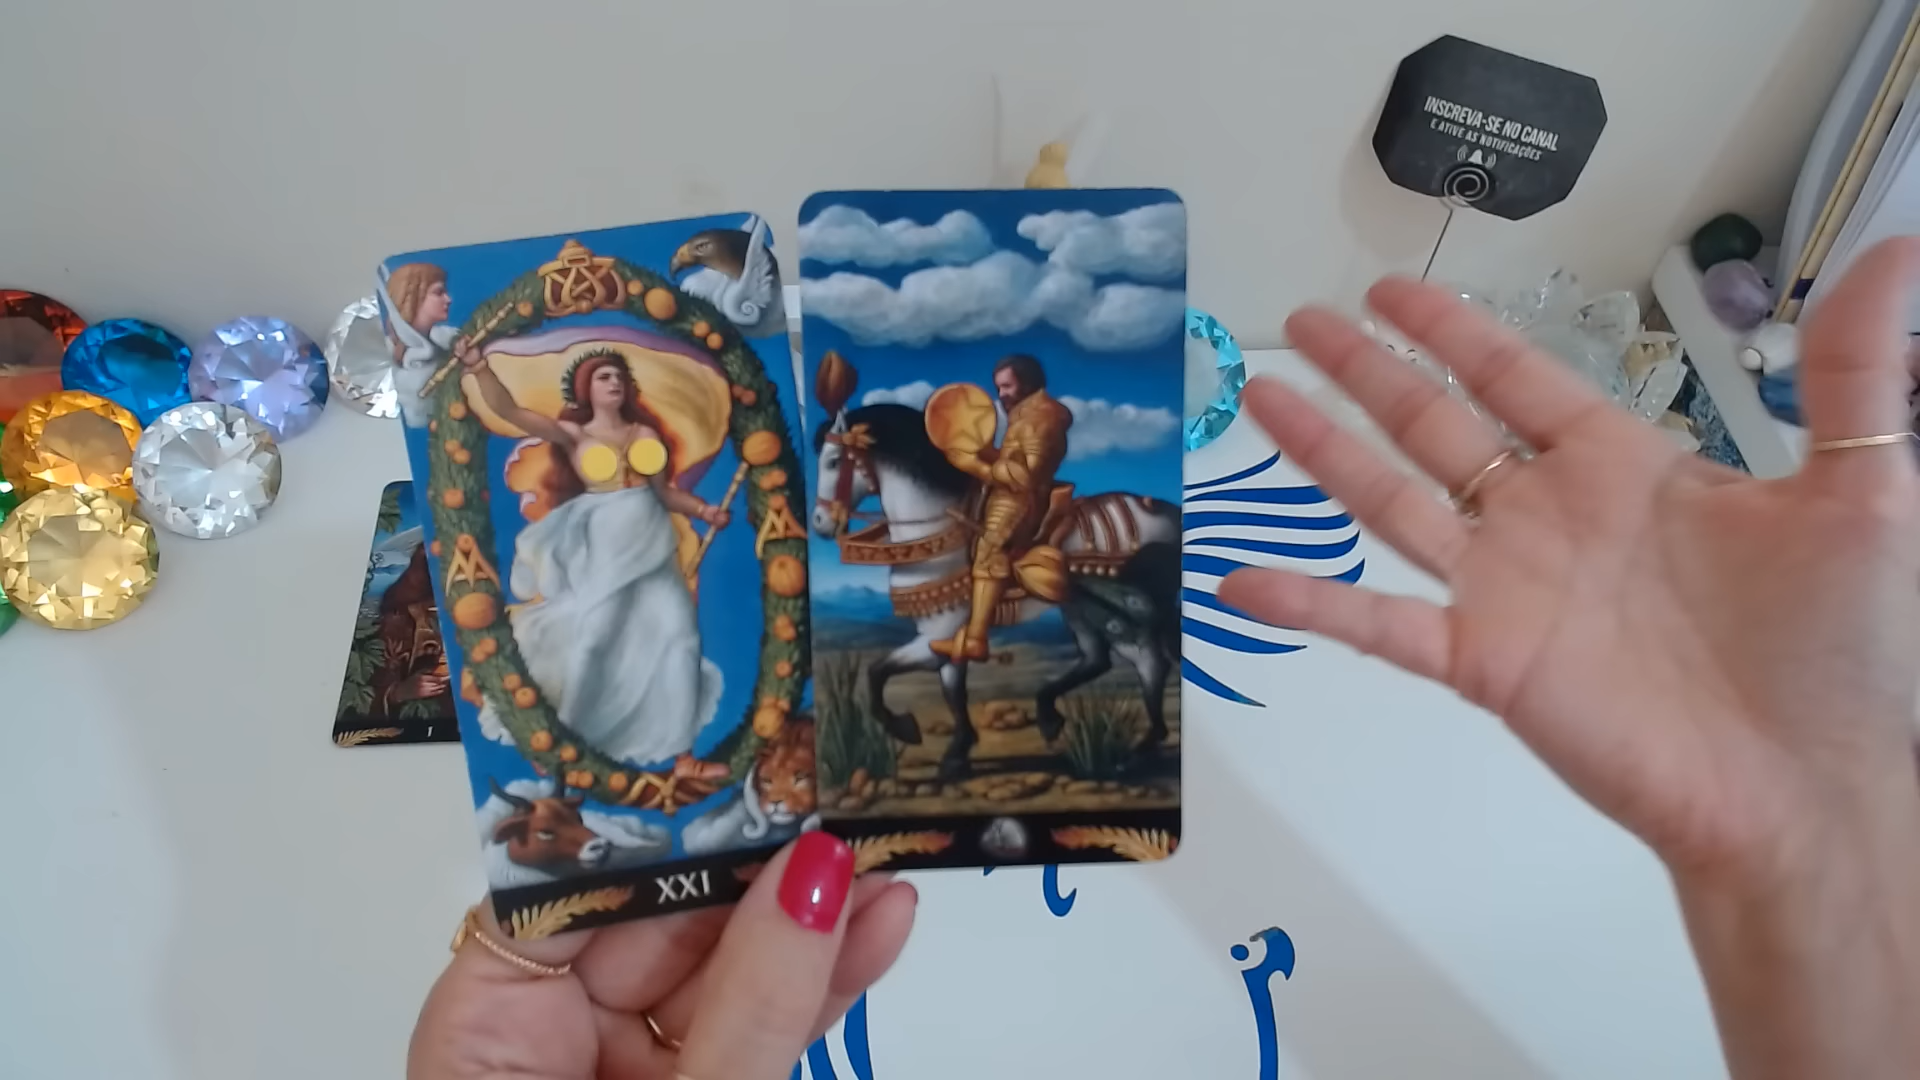 INSCREVA-SE NO CANAL
E ATIVE AS NOTIFICAÇÕES
XXI
I